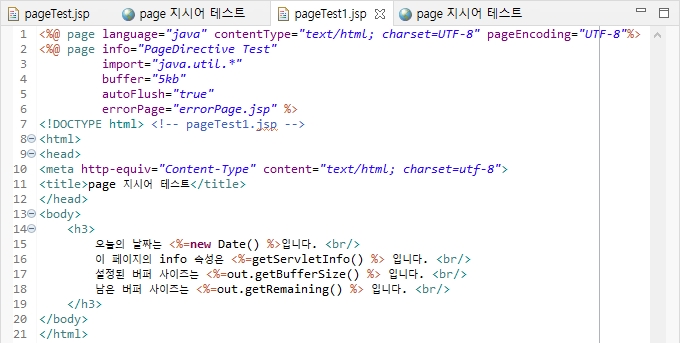 pageTest.jsp page 지시어 테스트 pageTest1.jsp page 지시어 테스트
1 <%@ page language="java" contentType="text/html; charset=UTF-8" pageEncoding="UTF-8"%>
2 <%@ page info="PageDirective Test"
3 import="java.util.*"
4 buffer="5kb"
5 autoFlush="true"
6 errorPage="errorPage.jsp" %>
7 <!DOCTYPE html> <!-- pageTest1.jsp -->
8 <html>
9 <head>
10 <meta http-equiv="Content-Type" content="text/html; charset=utf-8">
11 <title>page 지시어 테스트</title>
12 </head>
13 <body>
14 <h3>
15 오늘의 날짜는 <%=new Date() %>입니다. <br/>
16 이 페이지의 info 속성은 <%=getServletInfo() %> 입니다. <br/>
17 설정된 버퍼 사이즈는 <%=out.getBufferSize() %> 입니다. <br/>
18 남은 버퍼 사이즈는 <%=out.getRemaining() %> 입니다. <br/>
19 </h3>
20 </body>
21 </html>